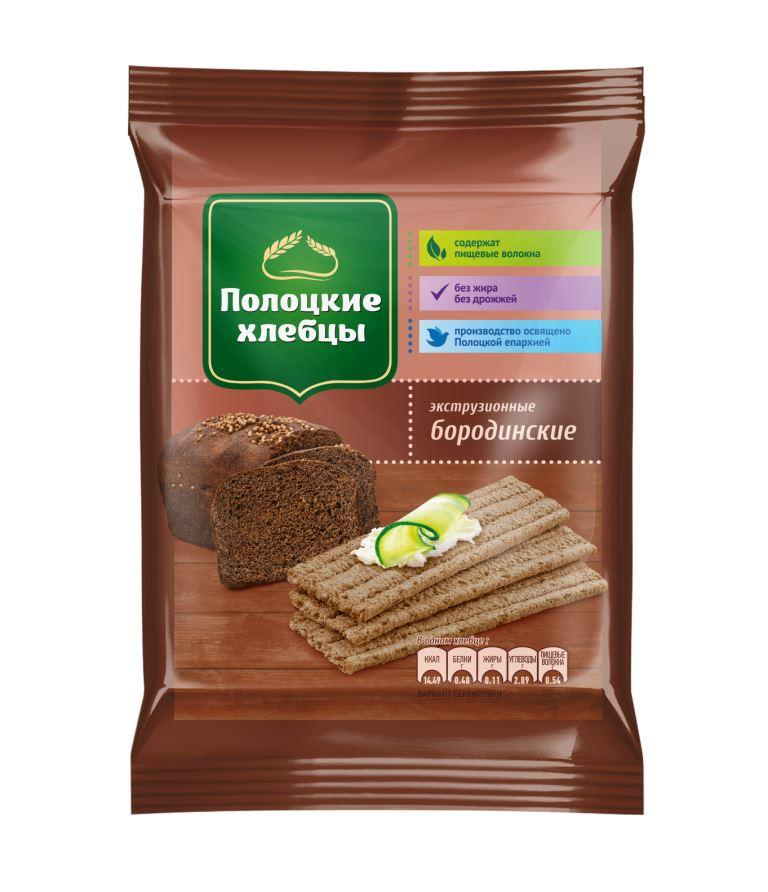 Полоцкие
хлебцы
содержат
пищевые волокна
без жира
без дрожжей
производство освящено
Полоцкой епархией
экструзионные
бородинские
В одном хлебце:
ККАЛ БЕЛКИ г ЖИРЫ г УГЛЕВОДЫ г ПИЩЕВЫЕ ВОЛОКНА г
14.49 0.48 0.11 2.89 0.54
ВАРИАНТ СЕРВИРОВКИ